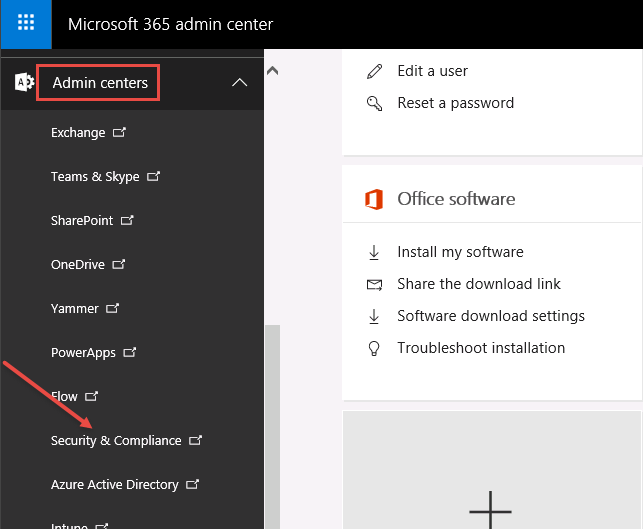 Microsoft 365 admin center
Admin centers
Exchange
Teams & Skype
SharePoint
OneDrive
Yammer
PowerApps
Flow
Security & Compliance
Azure Active Directory
Intune
Edit a user
Reset a password
Office software
Install my software
Share the download link
Software download settings
Troubleshoot installation